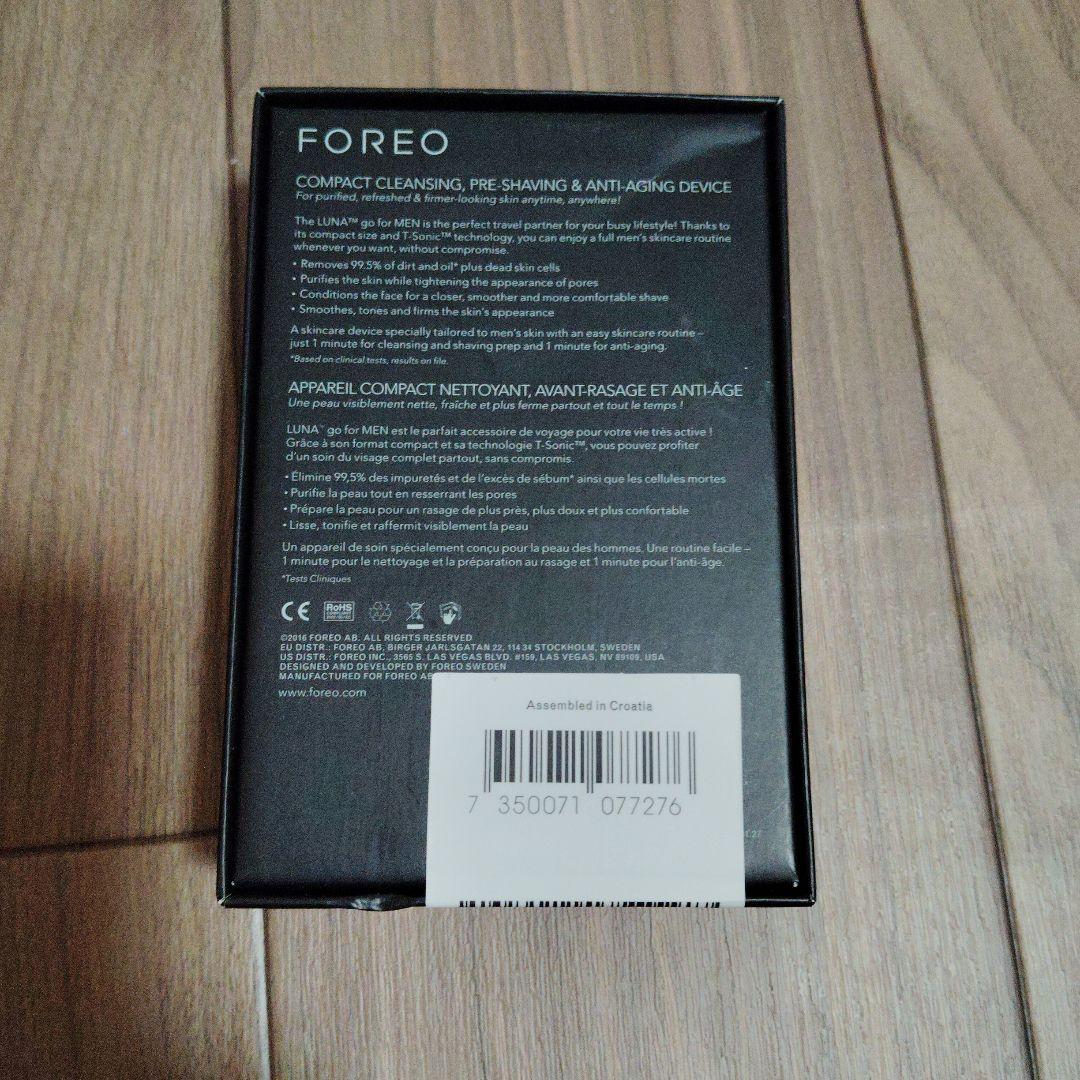 FOREO
COMPACT CLEANSING, PRE-SHAVING & ANTI-AGING DEVICE
For purified, refreshed & firmer-looking skin anytime, anywhere!
The LUNA™ go for MEN is the perfect travel partner for your busy lifestyle! Thanks to
its compact size and T-Sonic™ technology, you can enjoy a full men's skincare routine
whenever you want, without compromise.
• Removes 99.5% of dirt and oil* plus dead skin cells
• Purifies the skin while tightening the appearance of pores
• Conditions the face for a closer, smoother and more comfortable shave
• Smoothes, tones and firms the skin's appearance
A skincare device specially tailored to men's skin with an easy skincare routine –
just 1 minute for cleansing and shaving prep and 1 minute for anti-aging.
*Based on clinical tests, results on file.
APPAREIL COMPACT NETTOYANT, AVANT-RASAGE ET ANTI-ÂGE
Une peau visiblement nette, fraîche et plus ferme partout et tout le temps !
LUNA™ go for MEN est le parfait accessoire de voyage pour votre vie très active !
Grâce à son format compact et sa technologie T-Sonic™, vous pouvez profiter
d'un soin du visage complet partout, sans compromis.
• Élimine 99,5% des impuretés et de l'excès de sébum* ainsi que les cellules mortes
• Purifie la peau tout en resserrant les pores
• Prépare la peau pour un rasage de plus près, plus doux et plus confortable
• Lisse, tonifie et raffermit visiblement la peau
Un appareil de soin spécialement conçu pour la peau des hommes. Une routine facile –
1 minute pour le nettoyage et la préparation au rasage et 1 minute pour l'anti-âge.
*Tests Cliniques
CE RoHS
©2016 FOREO AB. ALL RIGHTS RESERVED
EU DISTR.: FOREO AB, BIRGER JARLSGATAN 22, 114 34 STOCKHOLM, SWEDEN
US DISTR.: FOREO INC., 3565 S. LAS VEGAS BLVD. #159, LAS VEGAS, NV 89109, USA
DESIGNED AND DEVELOPED BY FOREO SWEDEN
MANUFACTURED FOR FOREO AB
www.foreo.com
Assembled in Croatia
7 350071 077276